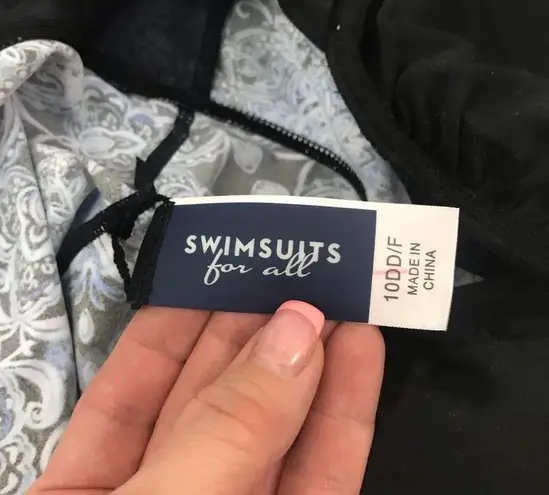 SWIMSUITS
for all
10DD/F
MADE IN
CHINA